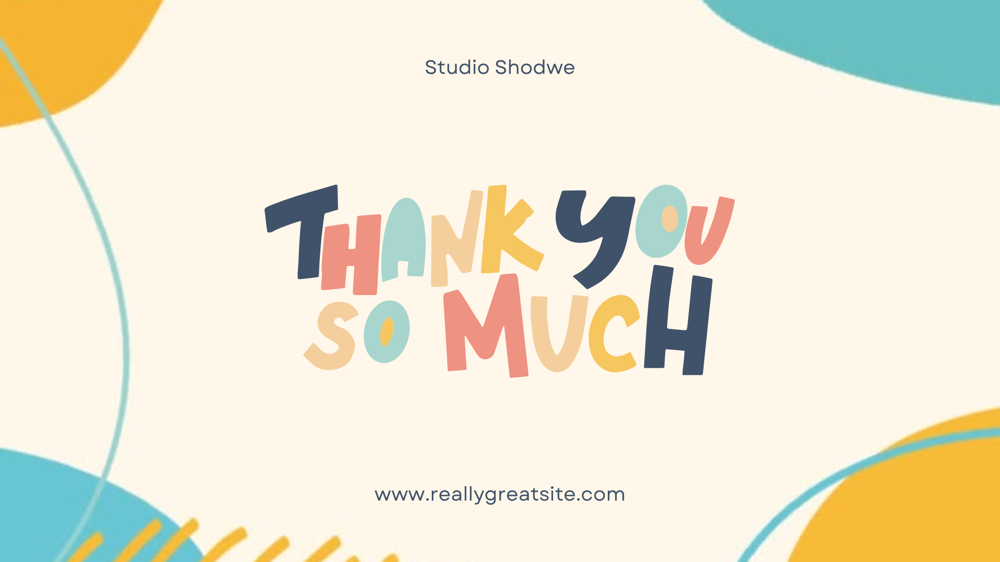 Studio Shodwe
THANK YOU
SO MUCH
www.reallygreatsite.com